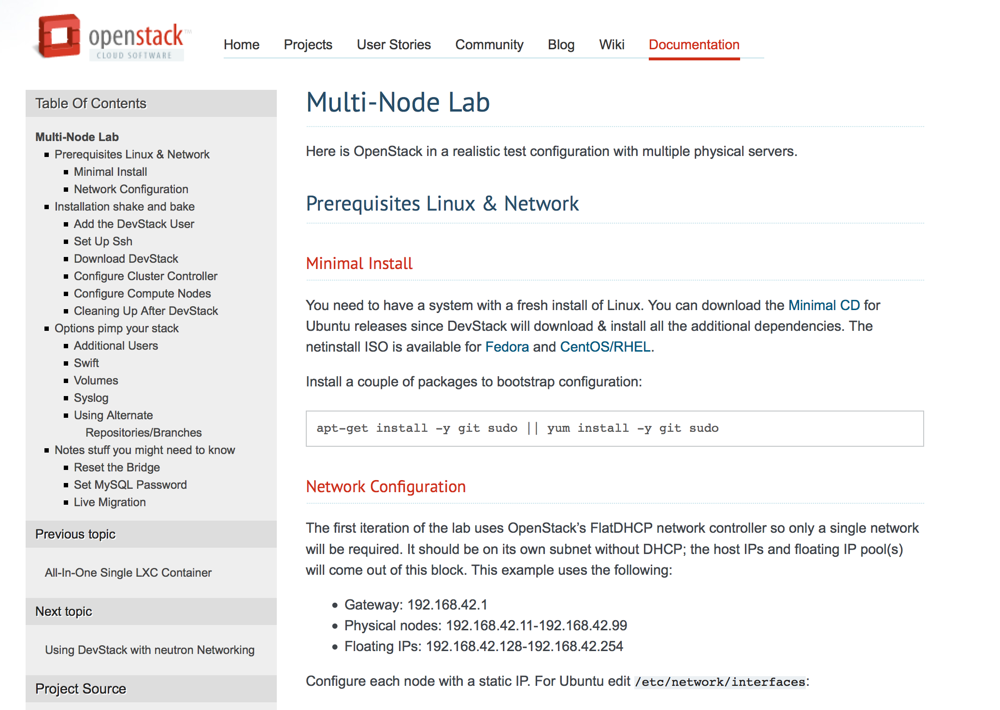 openstack™
CLOUD SOFTWARE
Home Projects User Stories Community Blog Wiki Documentation
Table Of Contents
Multi-Node Lab
Prerequisites Linux & Network
Minimal Install
Network Configuration
Installation shake and bake
Add the DevStack User
Set Up Ssh
Download DevStack
Configure Cluster Controller
Configure Compute Nodes
Cleaning Up After DevStack
Options pimp your stack
Additional Users
Swift
Volumes
Syslog
Using Alternate
Repositories/Branches
Notes stuff you might need to know
Reset the Bridge
Set MySQL Password
Live Migration
Previous topic
All-In-One Single LXC Container
Next topic
Using DevStack with neutron Networking
Project Source
Multi-Node Lab
Here is OpenStack in a realistic test configuration with multiple physical servers.
Prerequisites Linux & Network
Minimal Install
You need to have a system with a fresh install of Linux. You can download the Minimal CD for
Ubuntu releases since DevStack will download & install all the additional dependencies. The
netinstall ISO is available for Fedora and CentOS/RHEL.
Install a couple of packages to bootstrap configuration:
apt-get install -y git sudo || yum install -y git sudo
Network Configuration
The first iteration of the lab uses OpenStack’s FlatDHCP network controller so only a single network
will be required. It should be on its own subnet without DHCP; the host IPs and floating IP pool(s)
will come out of this block. This example uses the following:
Gateway: 192.168.42.1
Physical nodes: 192.168.42.11-192.168.42.99
Floating IPs: 192.168.42.128-192.168.42.254
Configure each node with a static IP. For Ubuntu edit /etc/network/interfaces: